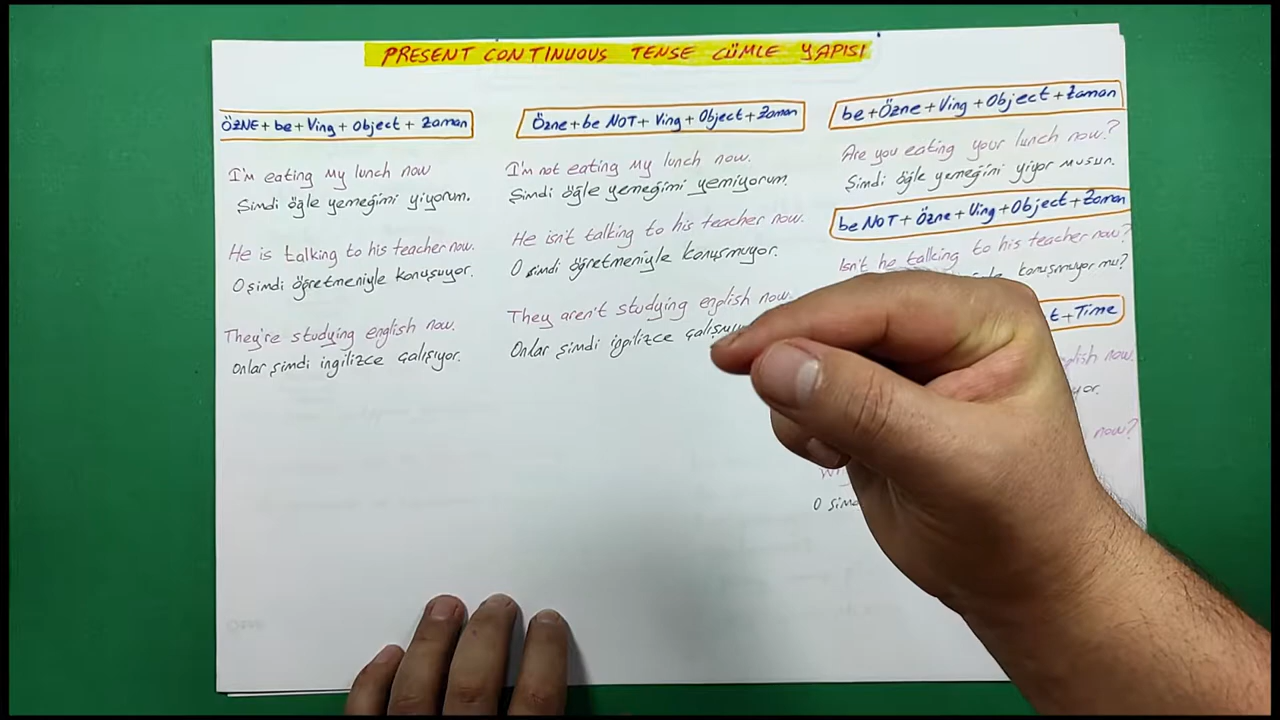 PRESENT CONTINUOUS TENSE CÜMLE YAPISI
ÖZNE + be + Ving + Object + Zaman
I'm eating my lunch now
Şimdi öğle yemeğimi yiyorum.
He is talking to his teacher now.
O şimdi öğretmeniyle konuşuyor.
They're studying english now.
Onlar şimdi ingilizce çalışıyor.
Özne + be NOT + Ving + Object + Zaman
I'm not eating my lunch now.
Şimdi öğle yemeğimi yemiyorum.
He isn't talking to his teacher now.
O şimdi öğretmeniyle konuşmuyor.
They aren't studying english now.
Onlar şimdi ingilizce
be + Özne + Ving + Object + Zaman
Are you eating your lunch now?
Şimdi öğle yemeğini yiyor musun.
be NOT + Özne + Ving + Object + Zaman
Isn't he talking to his teacher now?
konuşmuyor mu?
t + Time
now.
now?
O